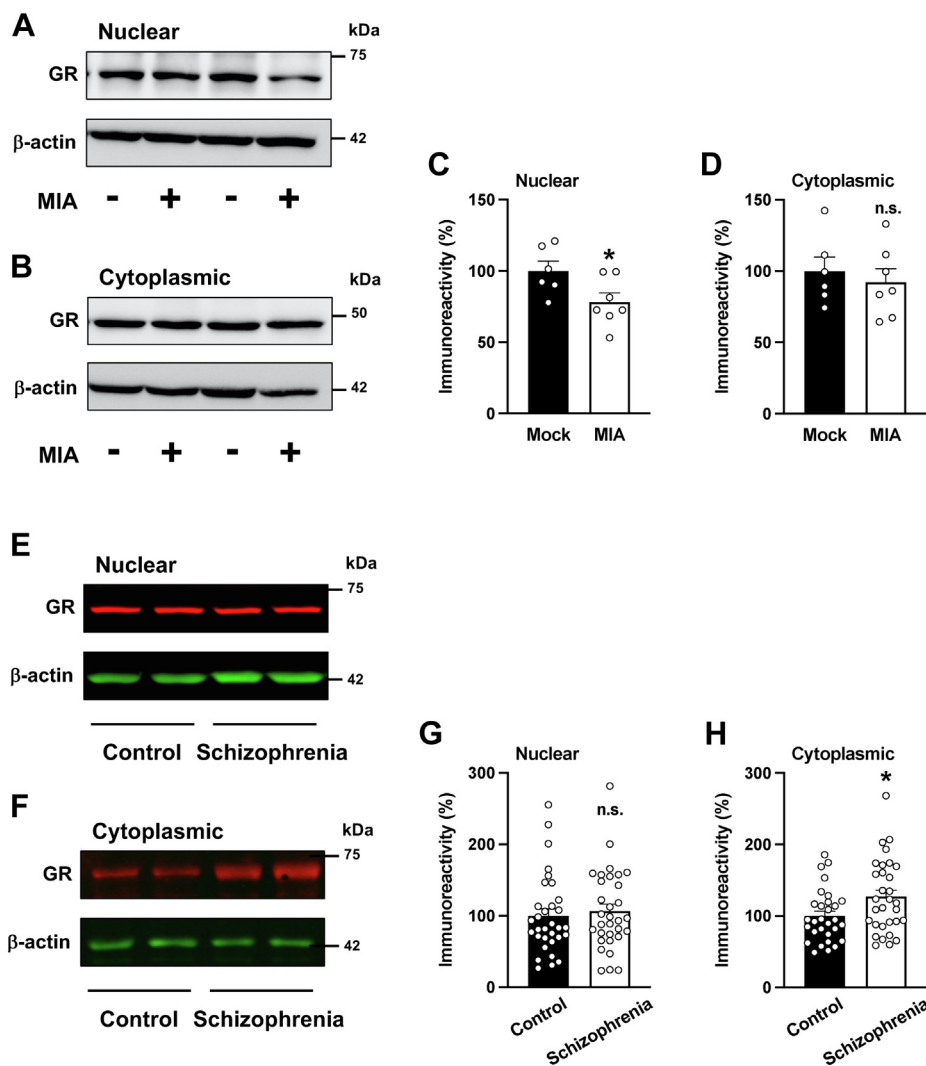 A
Nuclear
kDa
GR
75
β-actin
42
MIA
- + - +
B
Cytoplasmic
kDa
GR
50
β-actin
42
MIA
- + - +
C
Nuclear
Immunoreactivity (%)
150
100
50
0
*
Mock MIA
D
Cytoplasmic
Immunoreactivity (%)
150
100
50
0
n.s.
Mock MIA
E
Nuclear
kDa
GR
75
β-actin
42
Control Schizophrenia
F
Cytoplasmic
kDa
GR
75
β-actin
42
Control Schizophrenia
G
Nuclear
Immunoreactivity (%)
300
200
100
0
n.s.
Control
Schizophrenia
H
Cytoplasmic
Immunoreactivity (%)
300
200
100
0
*
Control
Schizophrenia